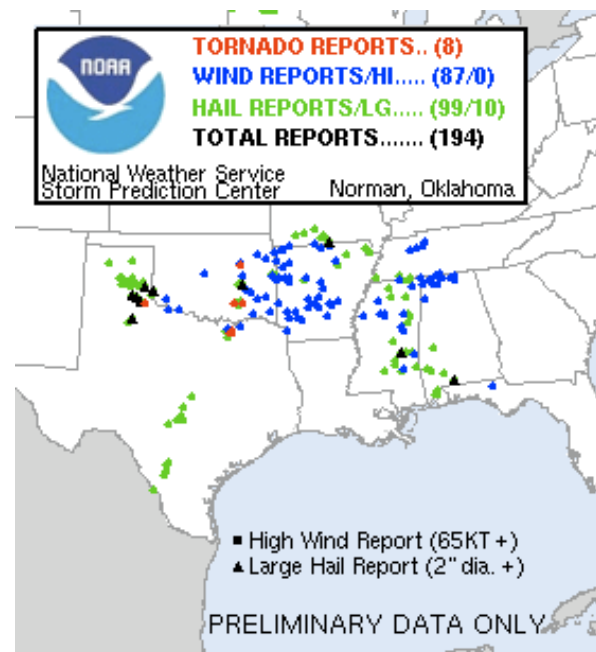 NOAA
TORNADO REPORTS.. (8)
WIND REPORTS/HI..... (87/0)
HAIL REPORTS/LG..... (99/10)
TOTAL REPORTS....... (194)
National Weather Service
Storm Prediction Center Norman, Oklahoma
High Wind Report (65KT +)
Large Hail Report (2" dia. +)
PRELIMINARY DATA ONLY